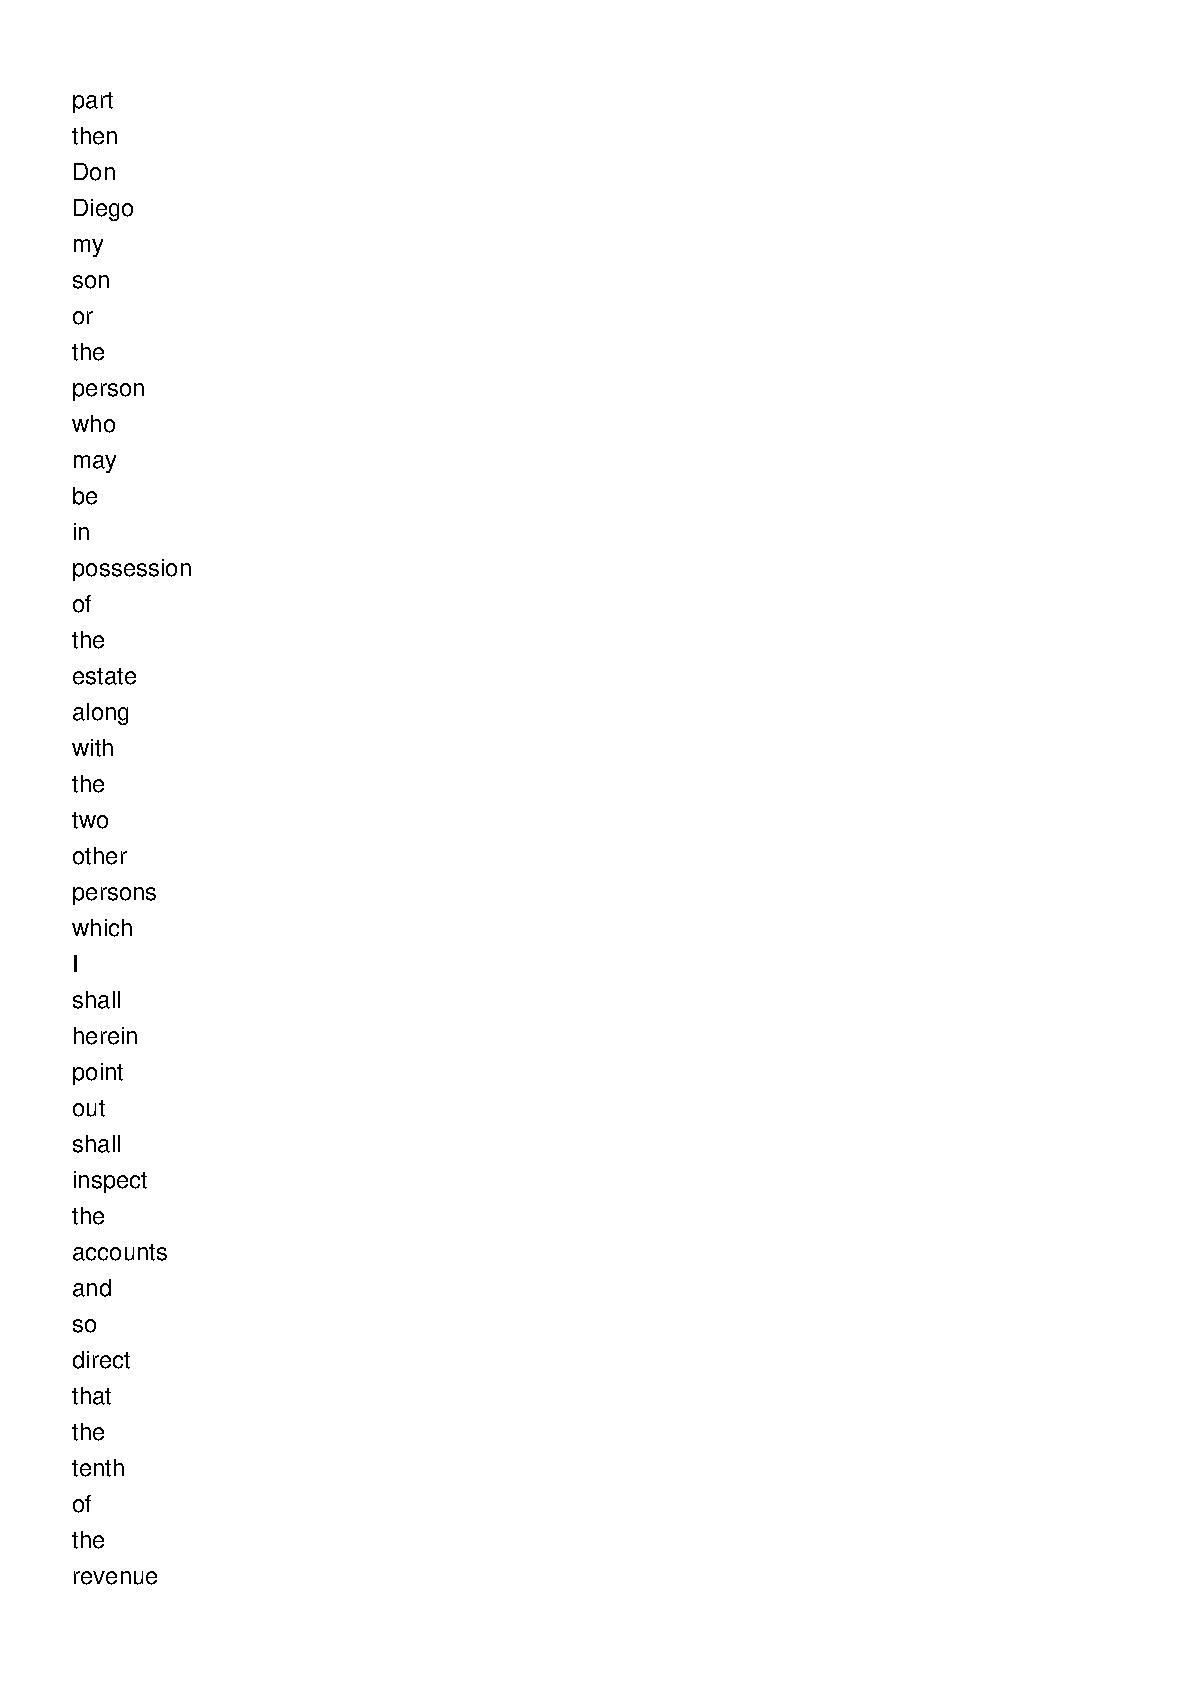 part
then
Don
Diego
my
son
or
the
person
who
may
be
in
possession
of
the
estate
along
with
the
two
other
persons
which
I
shall
herein
point
out
shall
inspect
the
accounts
and
so
direct
that
the
tenth
of
the
revenue